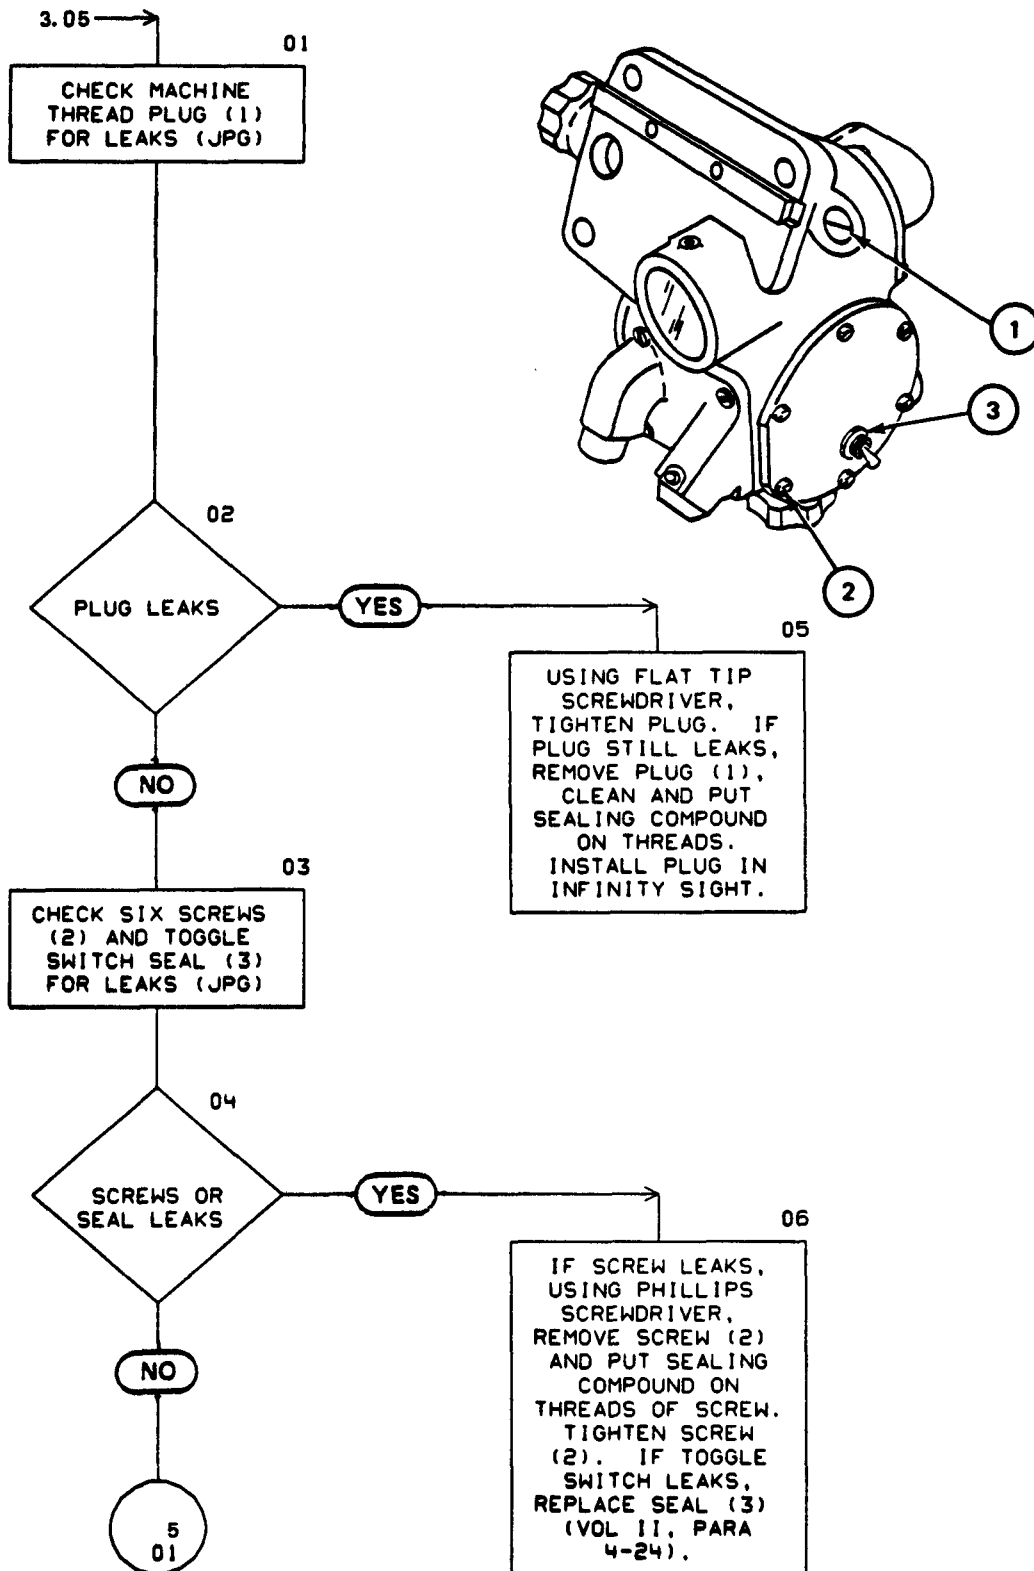 3.05
01
CHECK MACHINE
THREAD PLUG (1)
FOR LEAKS (JPG)
1
3
2
02
PLUG LEAKS
YES
05
USING FLAT TIP
SCREWDRIVER,
TIGHTEN PLUG. IF
PLUG STILL LEAKS,
REMOVE PLUG (1),
CLEAN AND PUT
SEALING COMPOUND
ON THREADS.
INSTALL PLUG IN
INFINITY SIGHT.
NO
03
CHECK SIX SCREWS
(2) AND TOGGLE
SWITCH SEAL (3)
FOR LEAKS (JPG)
04
SCREWS OR
SEAL LEAKS
YES
06
IF SCREW LEAKS,
USING PHILLIPS
SCREWDRIVER,
REMOVE SCREW (2)
AND PUT SEALING
COMPOUND ON
THREADS OF SCREW.
TIGHTEN SCREW
(2). IF TOGGLE
SWITCH LEAKS,
REPLACE SEAL (3)
(VOL II, PARA
4-24).
NO
5
01